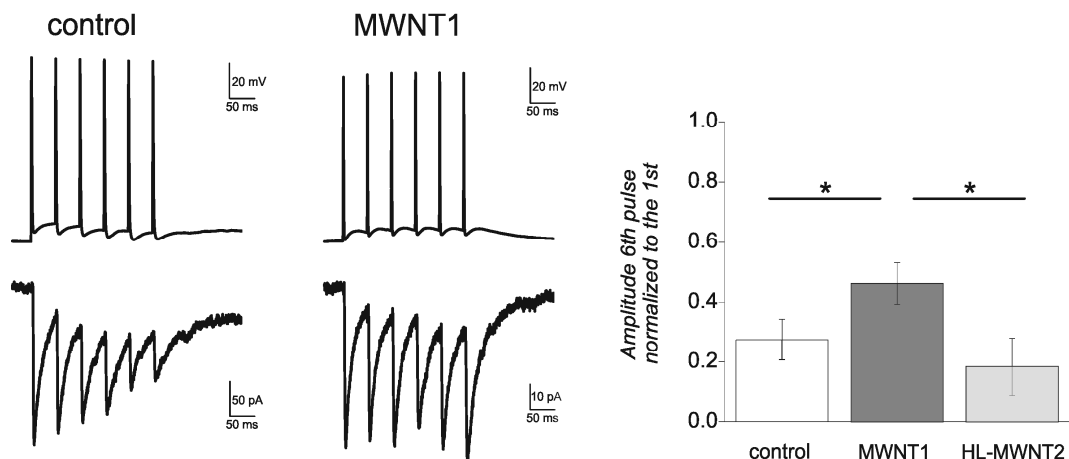 control
MWNT1
20 mV
50 ms
20 mV
50 ms
50 pA
50 ms
10 pA
50 ms
Amplitude 6th pulse
normalized to the 1st
1.0
0.8
0.6
0.4
0.2
0.0
*
*
control
MWNT1
HL-MWNT2